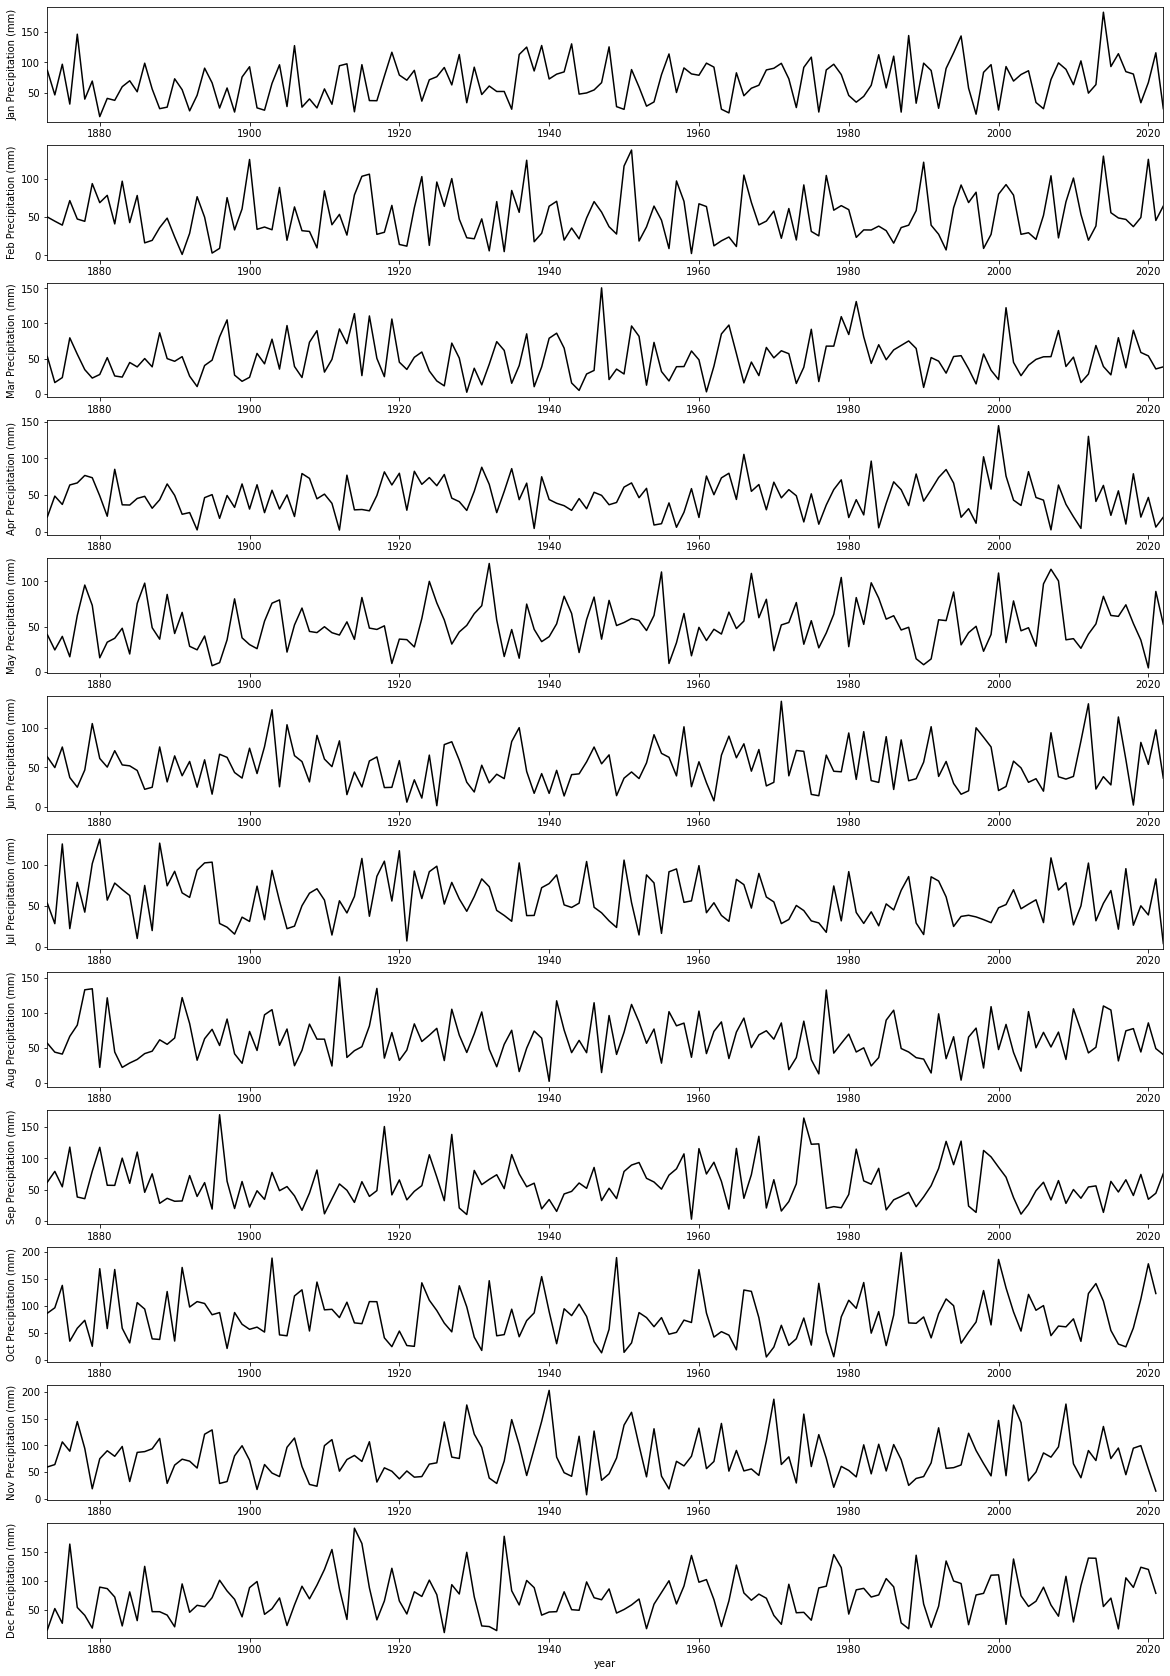 Jan Precipitation (mm)
150
100
50
1880 1900 1920 1940 1960 1980 2000 2020
Feb Precipitation (mm)
100
50
0
1880 1900 1920 1940 1960 1980 2000 2020
Mar Precipitation (mm)
150
100
50
0
1880 1900 1920 1940 1960 1980 2000 2020
Apr Precipitation (mm)
150
100
50
0
1880 1900 1920 1940 1960 1980 2000 2020
May Precipitation (mm)
100
50
0
1880 1900 1920 1940 1960 1980 2000 2020
Jun Precipitation (mm)
100
50
0
1880 1900 1920 1940 1960 1980 2000 2020
Jul Precipitation (mm)
100
50
0
1880 1900 1920 1940 1960 1980 2000 2020
Aug Precipitation (mm)
150
100
50
0
1880 1900 1920 1940 1960 1980 2000 2020
Sep Precipitation (mm)
150
100
50
0
1880 1900 1920 1940 1960 1980 2000 2020
Oct Precipitation (mm)
200
150
100
50
0
1880 1900 1920 1940 1960 1980 2000 2020
Nov Precipitation (mm)
200
150
100
50
0
1880 1900 1920 1940 1960 1980 2000 2020
Dec Precipitation (mm)
150
100
50
1880 1900 1920 1940 1960 1980 2000 2020
year